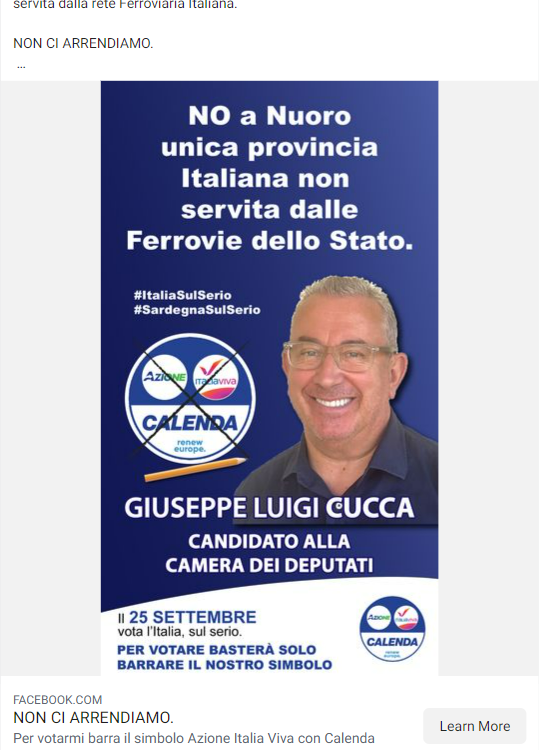 servita dalla rete Ferroviaria Italiana.
NON CI ARRENDIAMO.
...
NO a Nuoro
unica provincia
Italiana non
servita dalle
Ferrovie dello Stato.
#ItaliaSulSerio
#SardegnaSulSerio
AZIONE
ITALIAVIVA
CALENDA
renew
europe.
GIUSEPPE LUIGI CUCCA
CANDIDATO ALLA
CAMERA DEI DEPUTATI
Il 25 SETTEMBRE
vota l'Italia, sul serio.
PER VOTARE BASTERÀ SOLO
BARRARE IL NOSTRO SIMBOLO
AZIONE
ITALIAVIVA
CALENDA
renew
europe.
FACEBOOK.COM
NON CI ARRENDIAMO.
Per votarmi barra il simbolo Azione Italia Viva con Calenda
Learn More